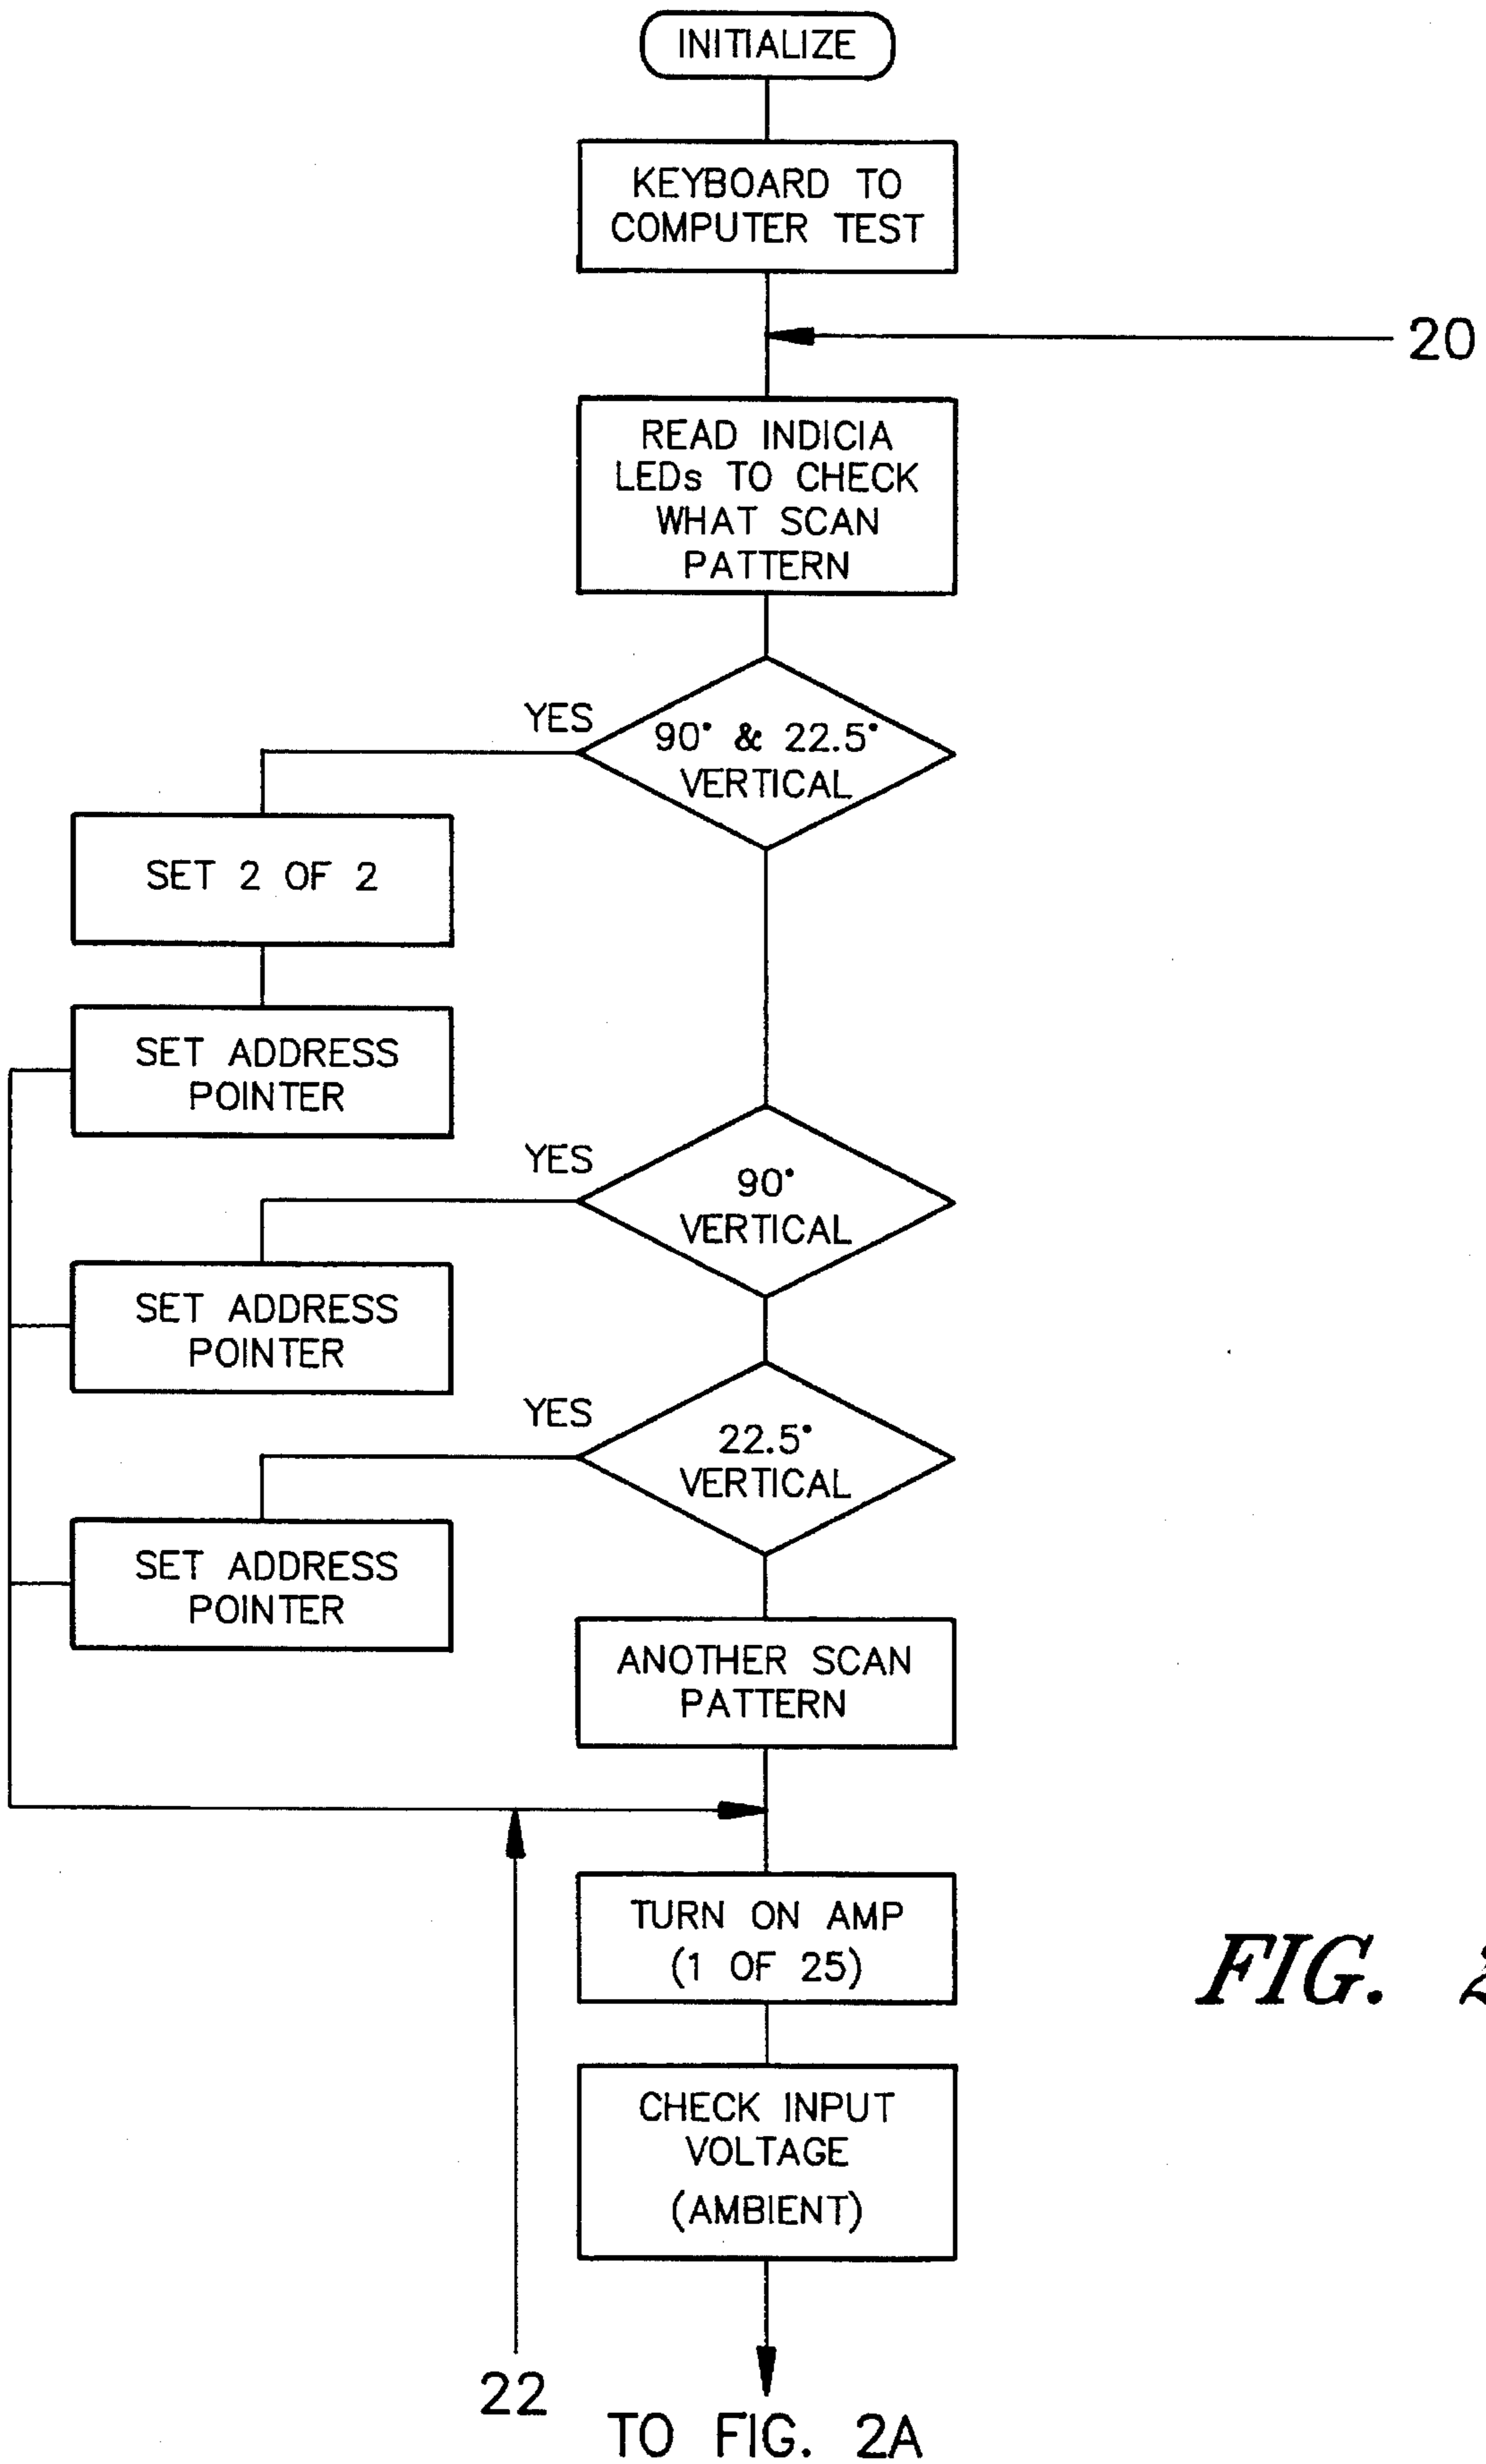 INITIALIZE
KEYBOARD TO
COMPUTER TEST
20
READ INDICIA
LEDs TO CHECK
WHAT SCAN
PATTERN
YES
90° & 22.5°
VERTICAL
SET 2 OF 2
SET ADDRESS
POINTER
YES
90°
VERTICAL
SET ADDRESS
POINTER
YES
22.5°
VERTICAL
SET ADDRESS
POINTER
ANOTHER SCAN
PATTERN
TURN ON AMP
(1 OF 25)
FIG. 2
CHECK INPUT
VOLTAGE
(AMBIENT)
22
TO FIG. 2A